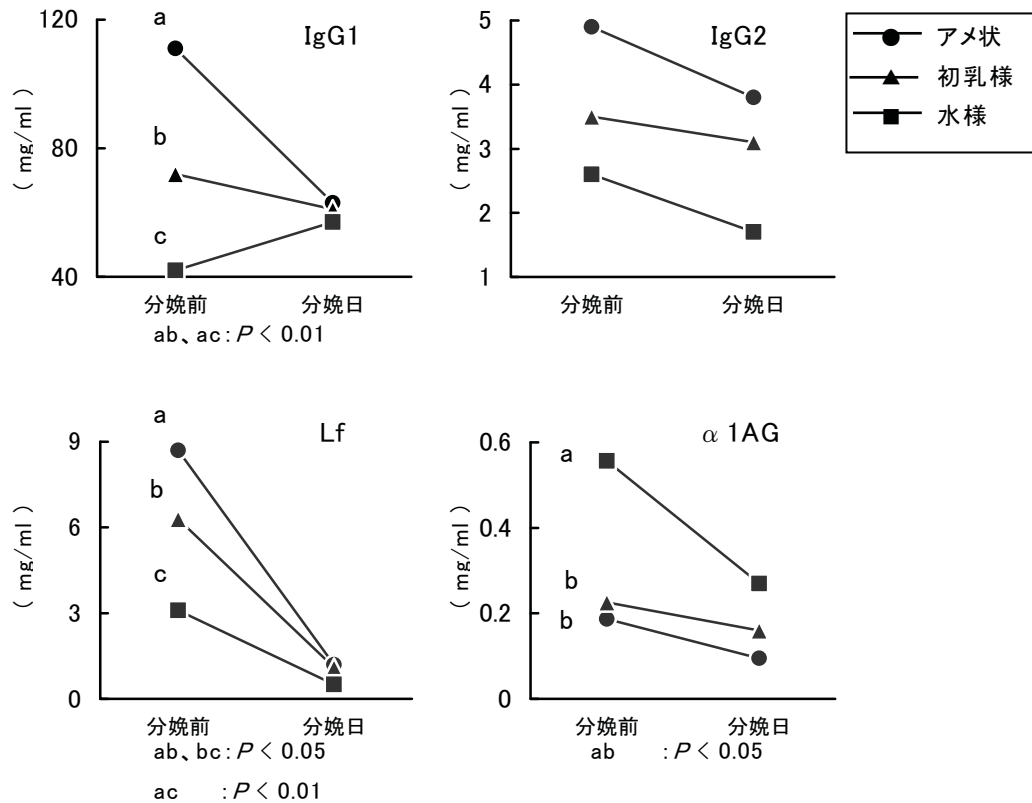 IgG1
120
80
40
( mg/ml )
a
b
c
分娩前 分娩日
ab、ac: P < 0.01
IgG2
5
4
3
2
1
( mg/ml )
分娩前 分娩日
アメ状
初乳様
水様
Lf
9
6
3
0
( mg/ml )
a
b
c
分娩前 分娩日
ab、bc: P < 0.05
ac : P < 0.01
α 1AG
0.6
0.4
0.2
0
( mg/ml )
a
b
b
分娩前 分娩日
ab : P < 0.05